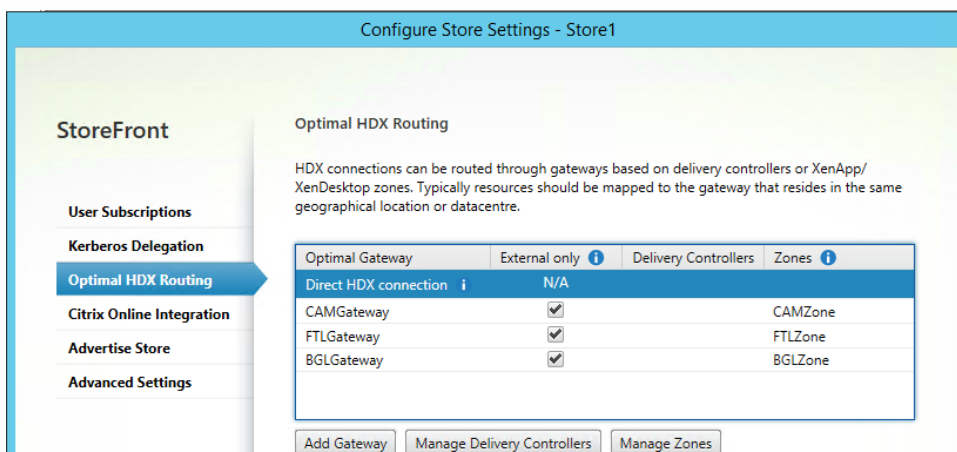 Configure Store Settings - Store1
StoreFront
User Subscriptions
Kerberos Delegation
Optimal HDX Routing
Citrix Online Integration
Advertise Store
Advanced Settings
Optimal HDX Routing
HDX connections can be routed through gateways based on delivery controllers or XenApp/
XenDesktop zones. Typically resources should be mapped to the gateway that resides in the same
geographical location or datacentre.
Optimal Gateway External only i Delivery Controllers Zones i
Direct HDX connection i N/A
CAMGateway CAMZone
FTLGateway FTLZone
BGLGateway BGLZone
Add Gateway Manage Delivery Controllers Manage Zones